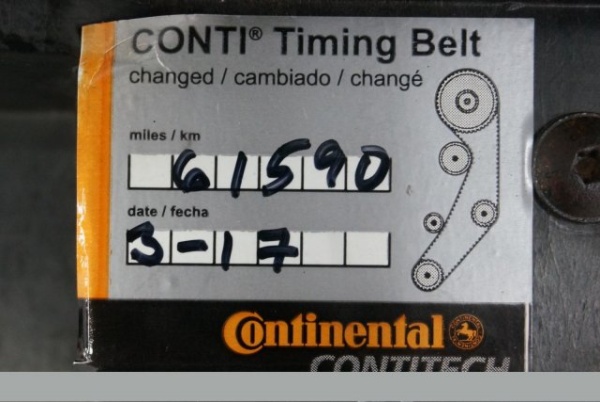 CONTI® Timing Belt
changed / cambiado / changé
miles / km
61590
date / fecha
3-17
Continental
CONTITECH